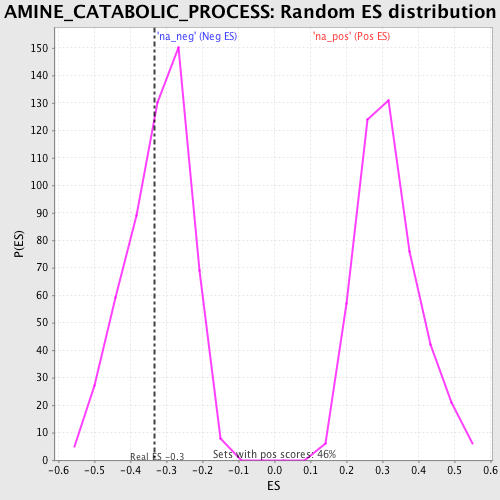 AMINE_CATABOLIC_PROCESS: Random ES distribution
'na_neg' (Neg ES) 'na_pos' (Pos ES)
150
140
130
120
110
100
90
80
70
60
50
40
30
20
10
0
P(ES)
Real ES -0.3
Sets with pos scores: 46%
-0.6 -0.5 -0.4 -0.3 -0.2 -0.1 0.0 0.1 0.2 0.3 0.4 0.5 0.6
ES